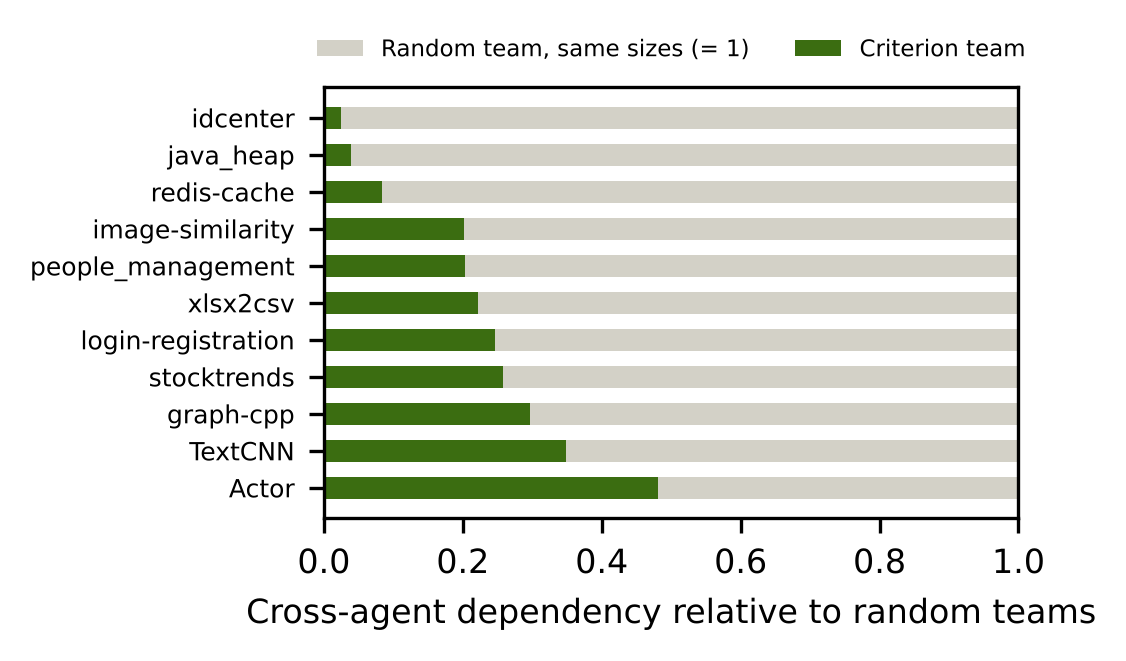 Random team, same sizes (= 1) Criterion team
idcenter
java_heap
redis-cache
image-similarity
people_management
xlsx2csv
login-registration
stocktrends
graph-cpp
TextCNN
Actor
0.0 0.2 0.4 0.6 0.8 1.0
Cross-agent dependency relative to random teams